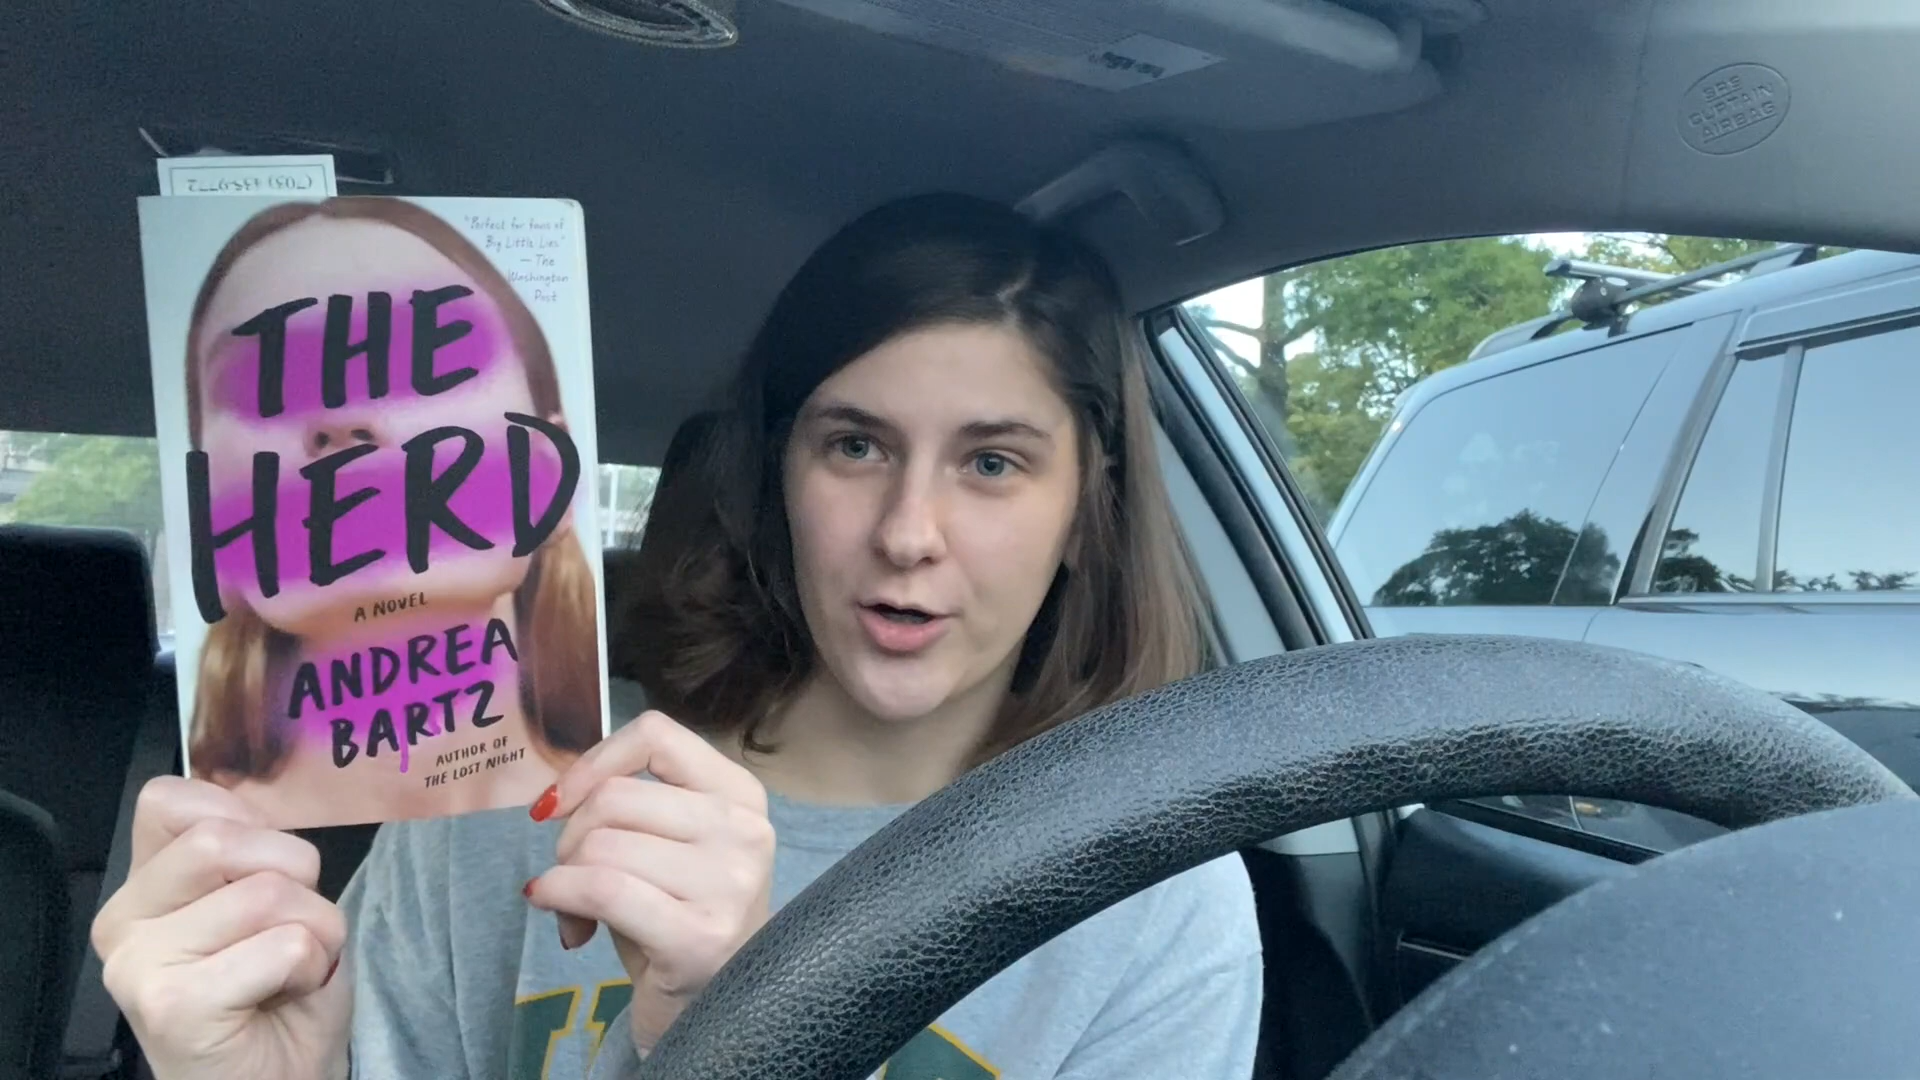 "Perfect for fans of
Big Little Lies"
— The
Washington
Post
THE
HERD
A NOVEL
ANDREA
BARTZ
AUTHOR OF
THE LOST NIGHT
SRS
CURTAIN
AIRBAG